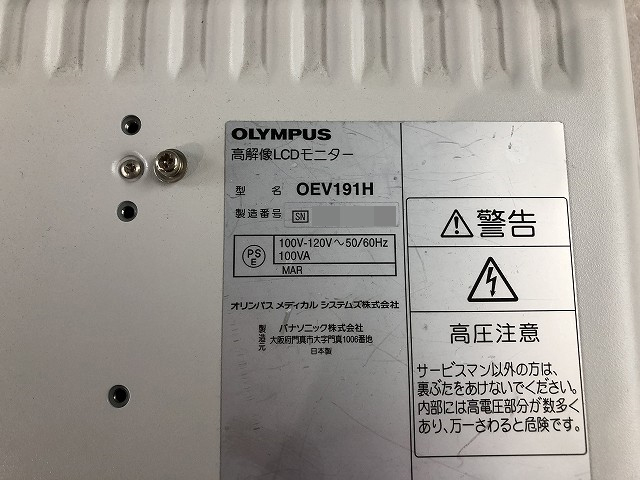 OLYMPUS
高解像LCDモニター
型 名 OEV191H
製造番号 SN
PS
E
100V-120V～50/60Hz
100VA
MAR
オリンパス メディカル システムズ株式会社
製造元
パナソニック株式会社
大阪府門真市大字門真1006番地
日本製
警告
高圧注意
サービスマン以外の方は、
裏ぶたをあけないでください。
内部には高電圧部分が数多く
あり、万一さわると危険です。